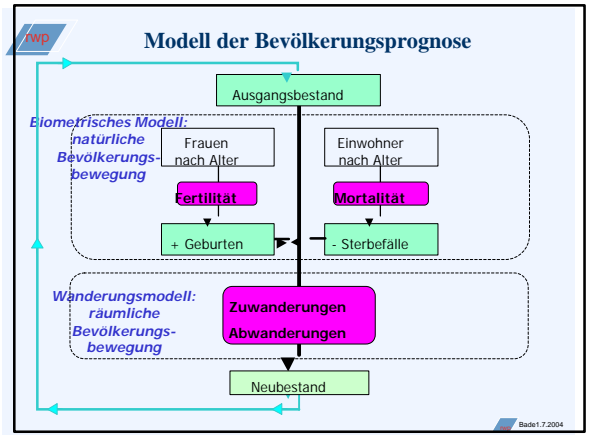 rwp
Modell der Bevölkerungsprognose
Ausgangsbestand
Biometrisches Modell:
natürliche
Bevölkerungs-
bewegung
Frauen
nach Alter
Einwohner
nach Alter
Fertilität
Mortalität
+ Geburten
- Sterbefälle
Wanderungsmodell:
räumliche
Bevölkerungs-
bewegung
Zuwanderungen
Abwanderungen
Neubestand
Bade1.7.2004